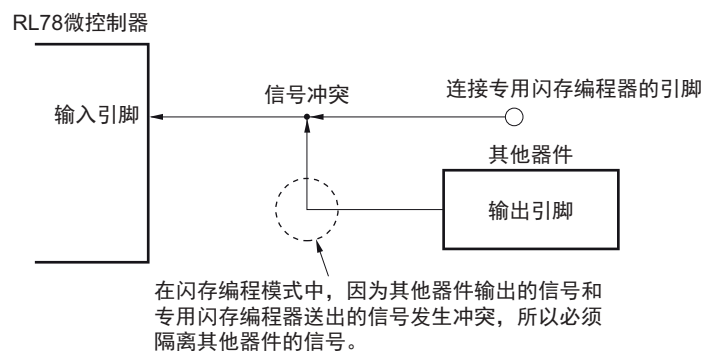 RL78微控制器
信号冲突
连接专用闪存编程器的引脚
输入引脚
其他器件
输出引脚
在闪存编程模式中，因为其他器件输出的信号和
专用闪存编程器送出的信号发生冲突，所以必须
隔离其他器件的信号。